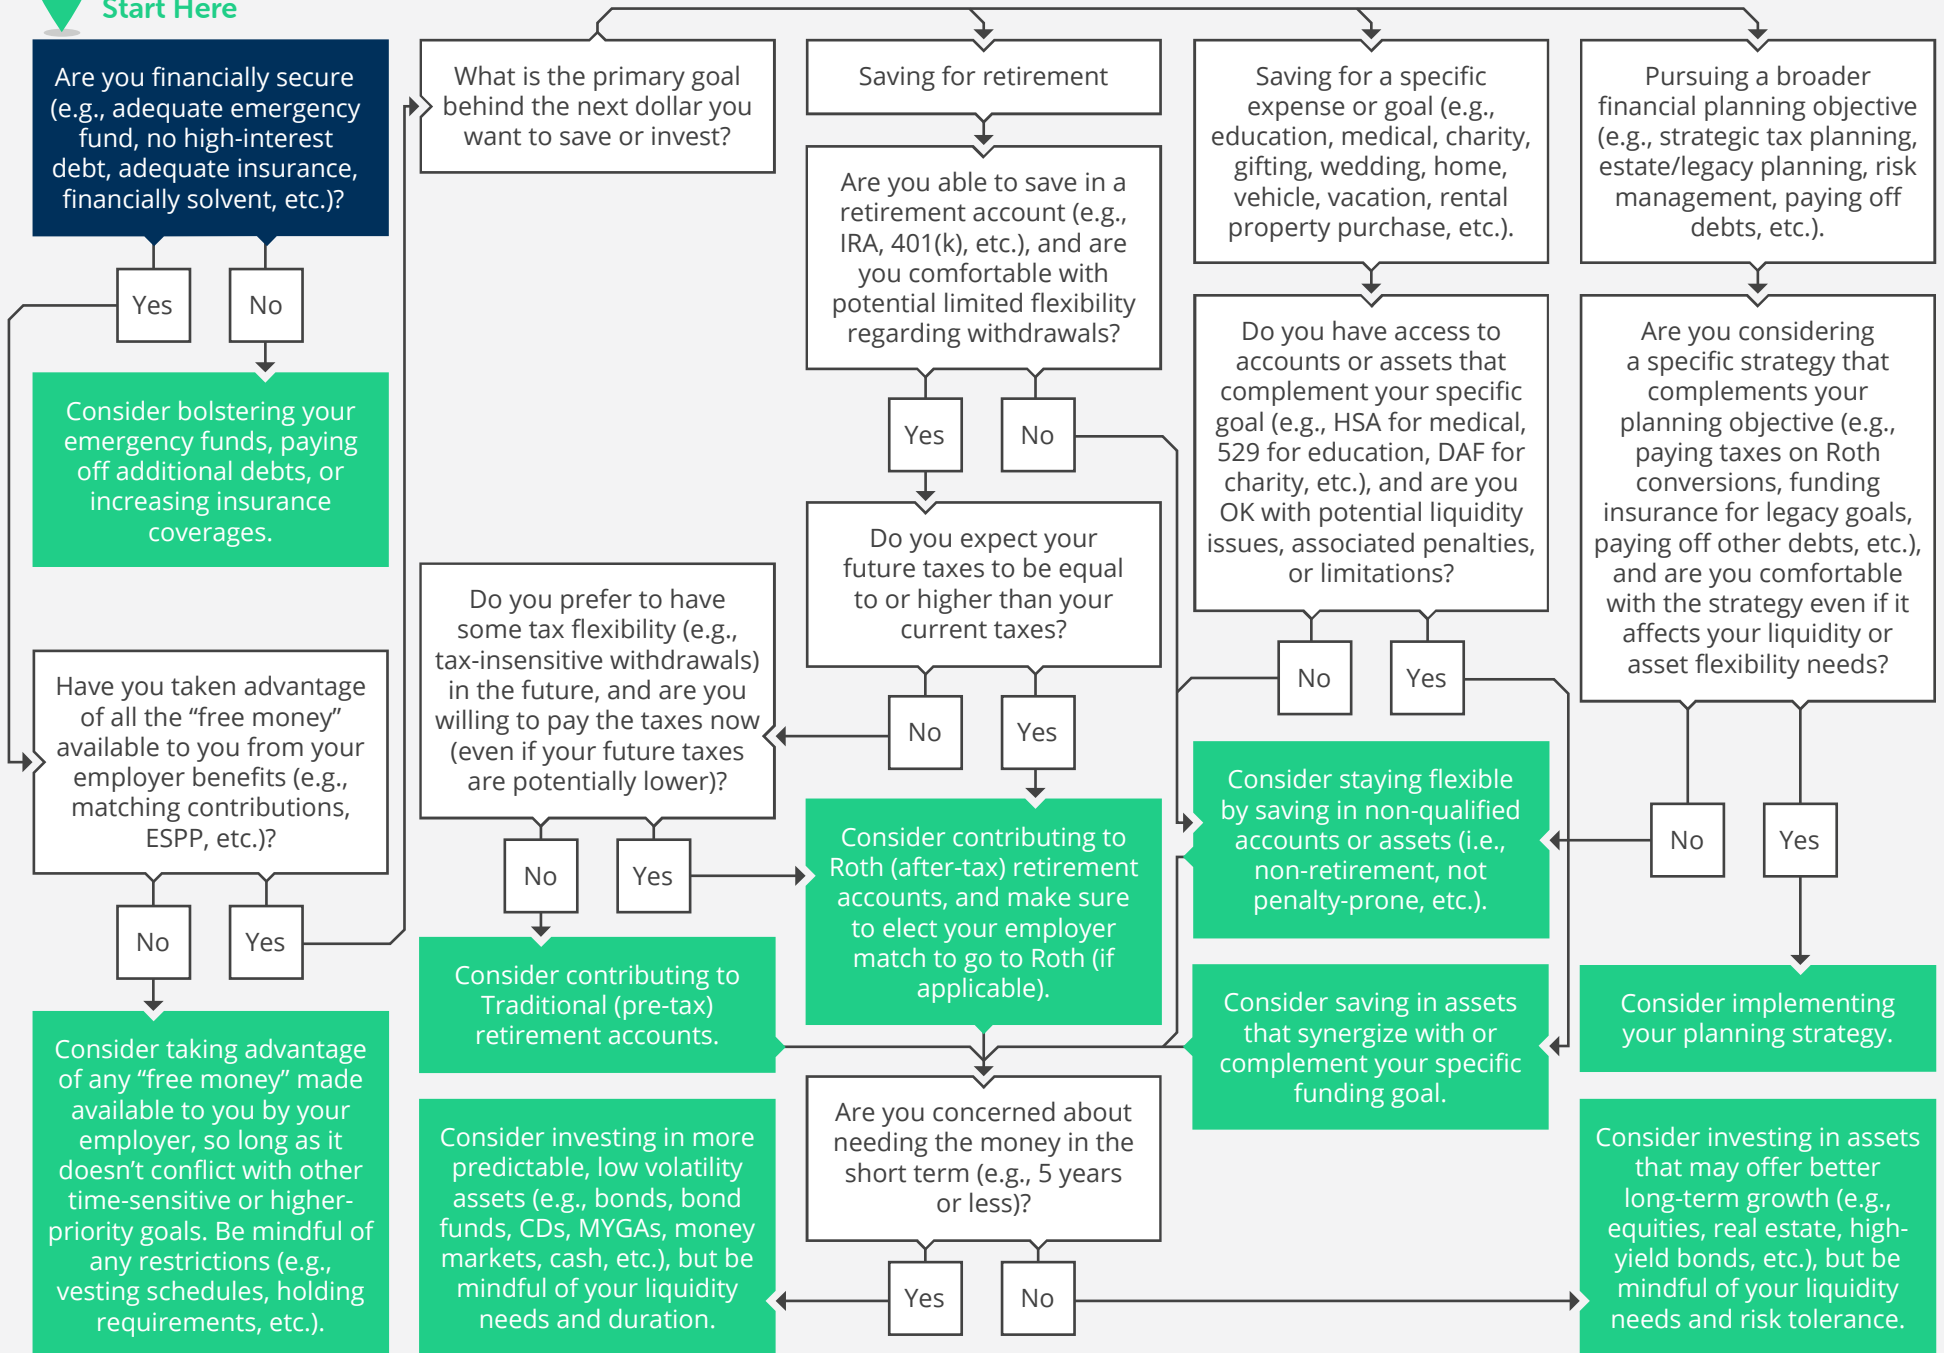 Start Here
Are you financially secure
(e.g., adequate emergency
fund, no high-interest
debt, adequate insurance,
financially solvent, etc.)?
Yes
No
Consider bolstering your
emergency funds, paying
off additional debts, or
increasing insurance
coverages.
Have you taken advantage
of all the “free money”
available to you from your
employer benefits (e.g.,
matching contributions,
ESPP, etc.)?
No
Yes
Consider taking advantage
of any “free money” made
available to you by your
employer, so long as it
doesn’t conflict with other
time-sensitive or higher-
priority goals. Be mindful of
any restrictions (e.g.,
vesting schedules, holding
requirements, etc.).
What is the primary goal
behind the next dollar you
want to save or invest?
Saving for retirement
Are you able to save in a
retirement account (e.g.,
IRA, 401(k), etc.), and are
you comfortable with
potential limited flexibility
regarding withdrawals?
Yes
No
Do you expect your
future taxes to be equal
to or higher than your
current taxes?
No
Yes
Do you prefer to have
some tax flexibility (e.g.,
tax-insensitive withdrawals)
in the future, and are you
willing to pay the taxes now
(even if your future taxes
are potentially lower)?
No
Yes
Consider contributing to
Traditional (pre-tax)
retirement accounts.
Consider contributing to
Roth (after-tax) retirement
accounts, and make sure
to elect your employer
match to go to Roth (if
applicable).
Saving for a specific
expense or goal (e.g.,
education, medical, charity,
gifting, wedding, home,
vehicle, vacation, rental
property purchase, etc.).
Do you have access to
accounts or assets that
complement your specific
goal (e.g., HSA for medical,
529 for education, DAF for
charity, etc.), and are you
OK with potential liquidity
issues, associated penalties,
or limitations?
No
Yes
Consider staying flexible
by saving in non-qualified
accounts or assets (i.e.,
non-retirement, not
penalty-prone, etc.).
Consider saving in assets
that synergize with or
complement your specific
funding goal.
Pursuing a broader
financial planning objective
(e.g., strategic tax planning,
estate/legacy planning, risk
management, paying off
debts, etc.).
Are you considering
a specific strategy that
complements your
planning objective (e.g.,
paying taxes on Roth
conversions, funding
insurance for legacy goals,
paying off other debts, etc.),
and are you comfortable
with the strategy even if it
affects your liquidity or
asset flexibility needs?
No
Yes
Consider implementing
your planning strategy.
Are you concerned about
needing the money in the
short term (e.g., 5 years
or less)?
Yes
No
Consider investing in more
predictable, low volatility
assets (e.g., bonds, bond
funds, CDs, MYGAs, money
markets, cash, etc.), but be
mindful of your liquidity
needs and duration.
Consider investing in assets
that may offer better
long-term growth (e.g.,
equities, real estate, high-
yield bonds, etc.), but be
mindful of your liquidity
needs and risk tolerance.